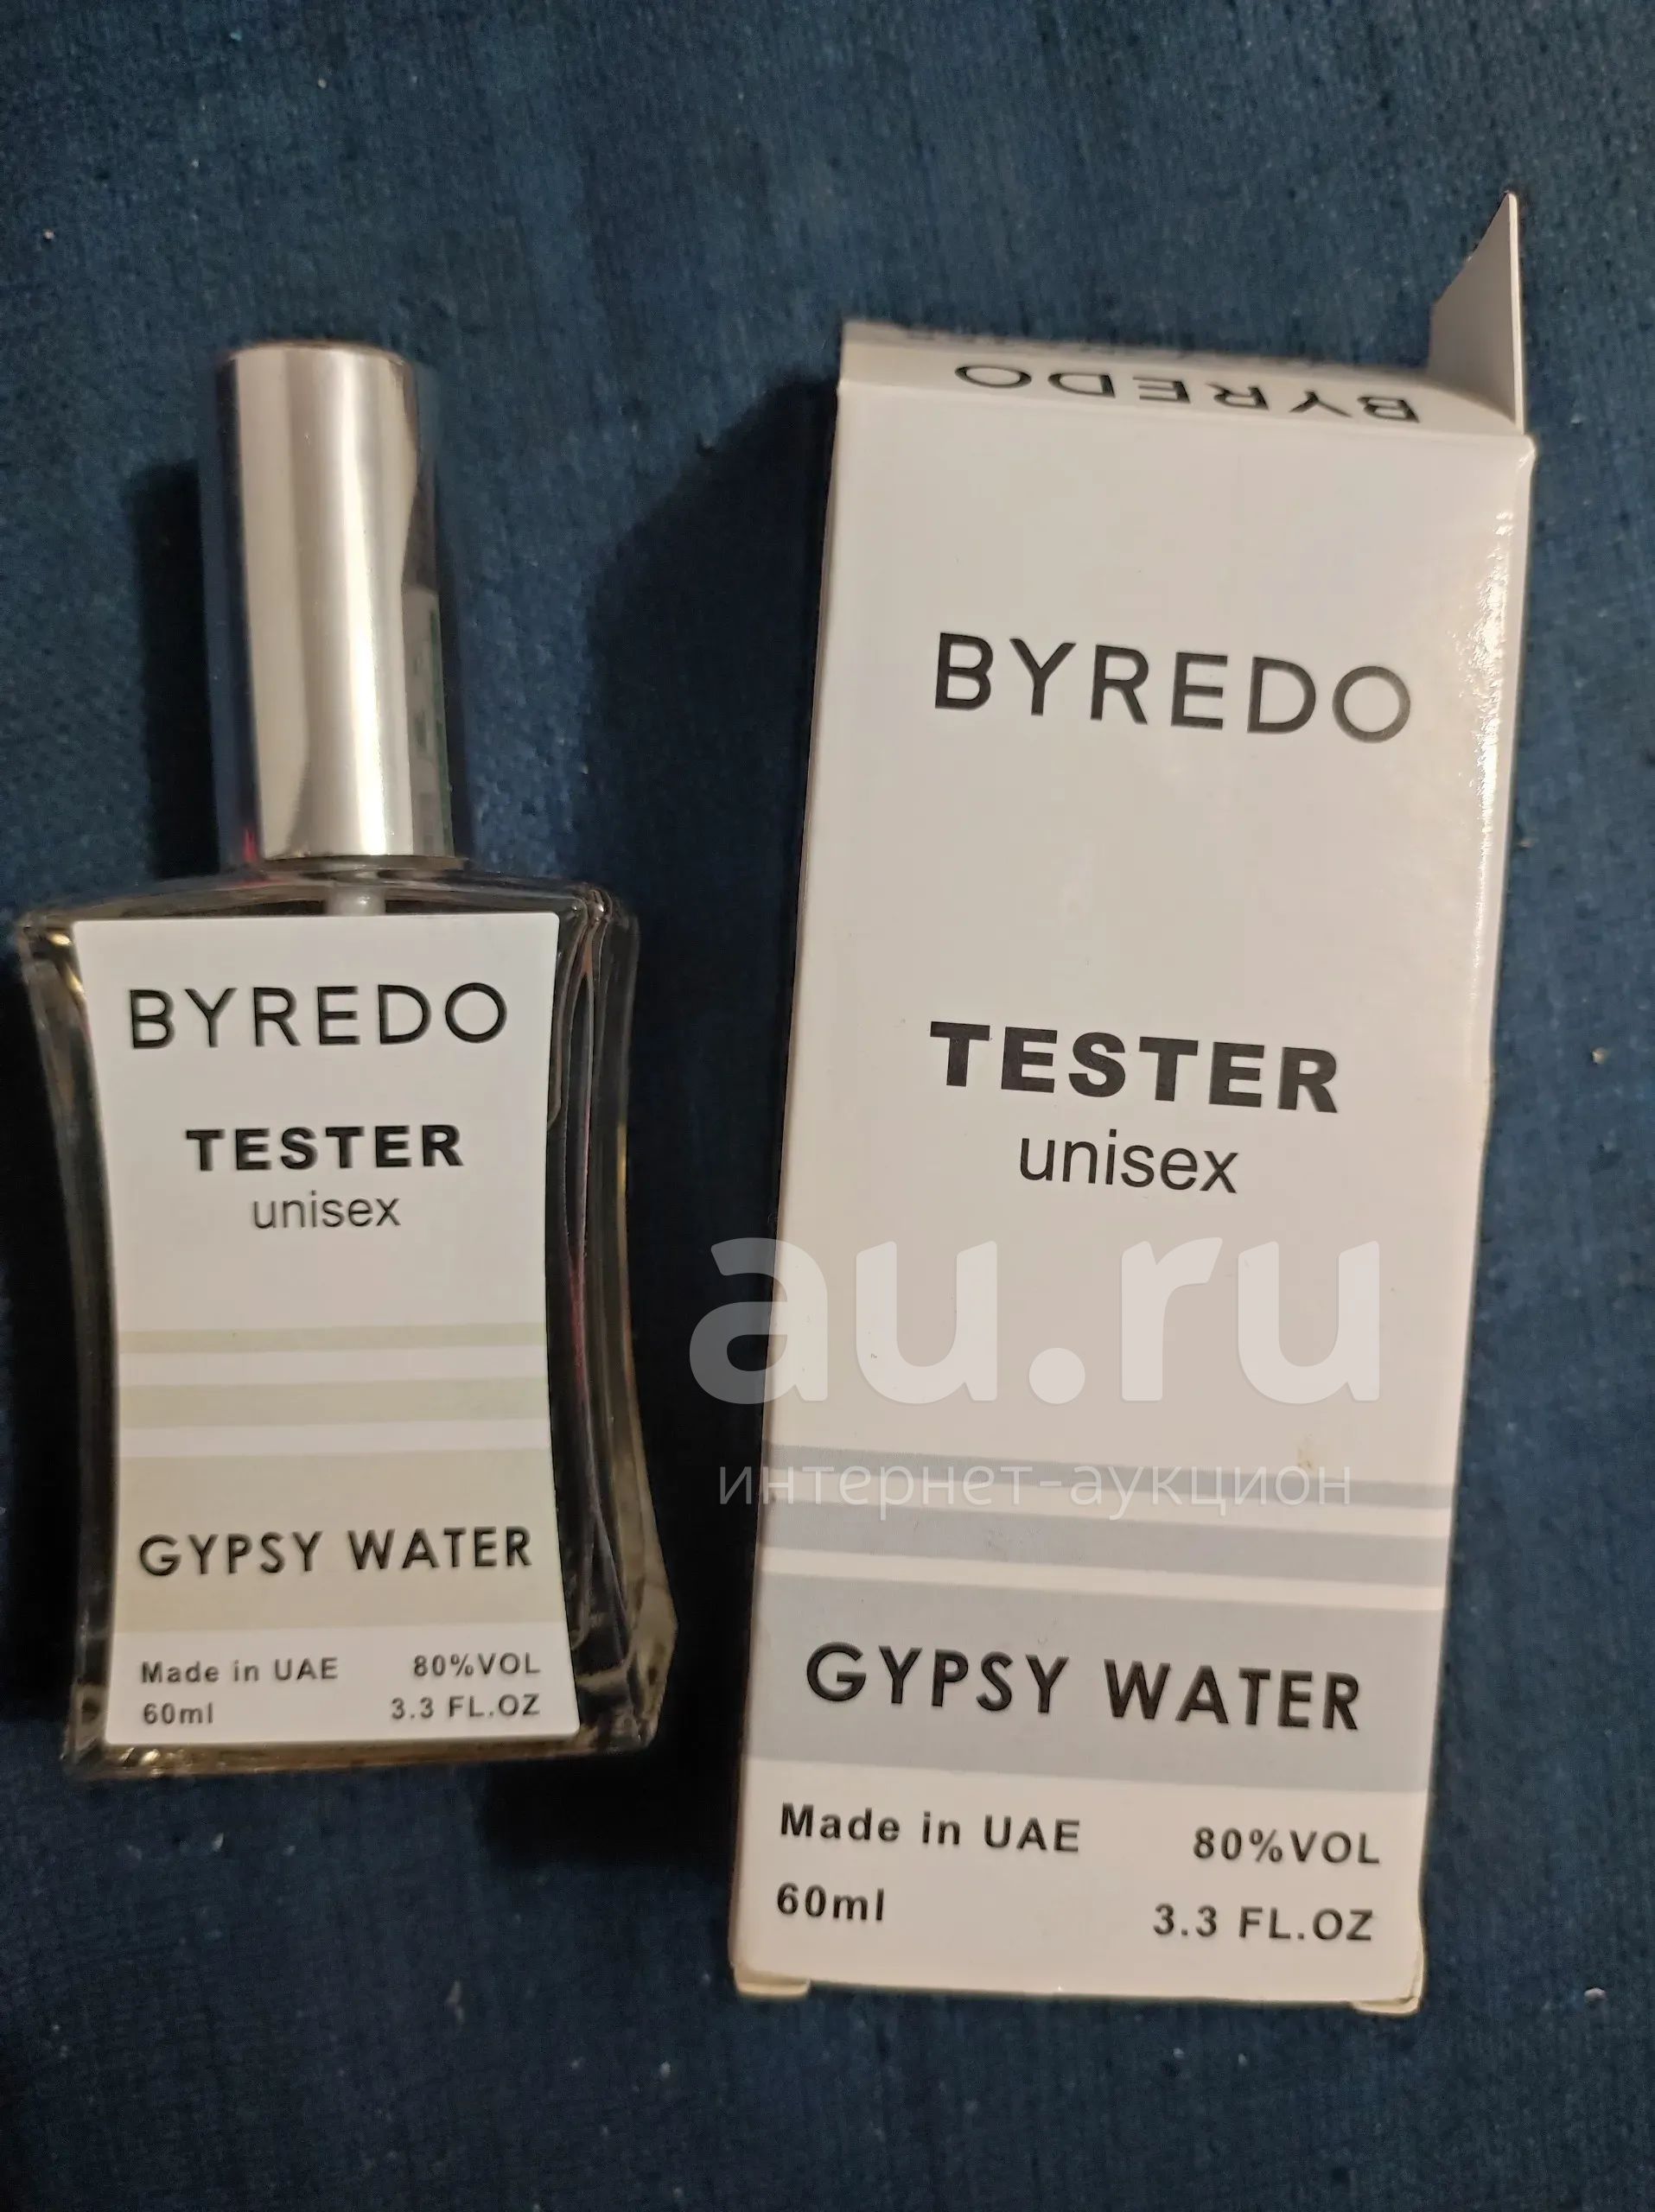 BYREDO
TESTER
unisex
GYPSY WATER
Made in UAE 80%VOL
60ml 3.3 FL.OZ
BYREDO
BYREDO
TESTER
unisex
GYPSY WATER
Made in UAE 80%VOL
60ml 3.3 FL.OZ
au.ru
интернет-аукцион